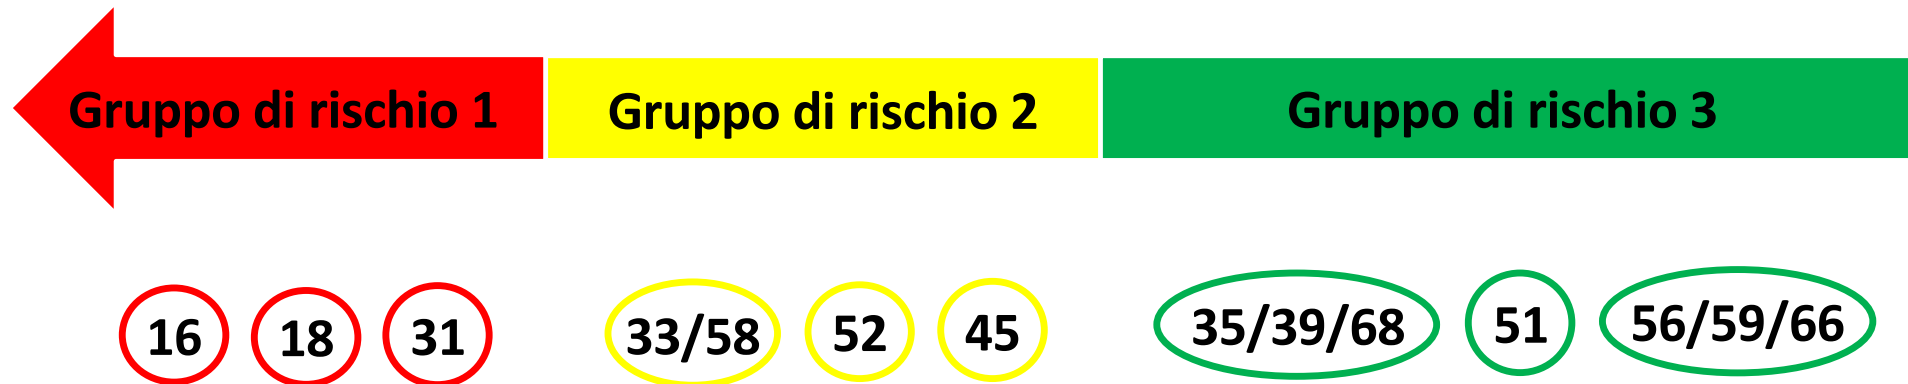 Gruppo di rischio 1 Gruppo di rischio 2 Gruppo di rischio 3
16 18 31 33/58 52 45 35/39/68 51 56/59/66